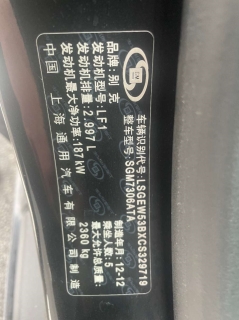 GM
车辆识别代号: LSGEW53BXCS329719
整车型号: SGM7306ATA
品牌: 别克
发动机型号: LF1
发动机排量: 2.997L
发动机最大净功率: 187kW
制造年月: 12-12
乘坐人数: 5
最大允许总质量: 2360kg
中国 上海通用汽车有限公司制造